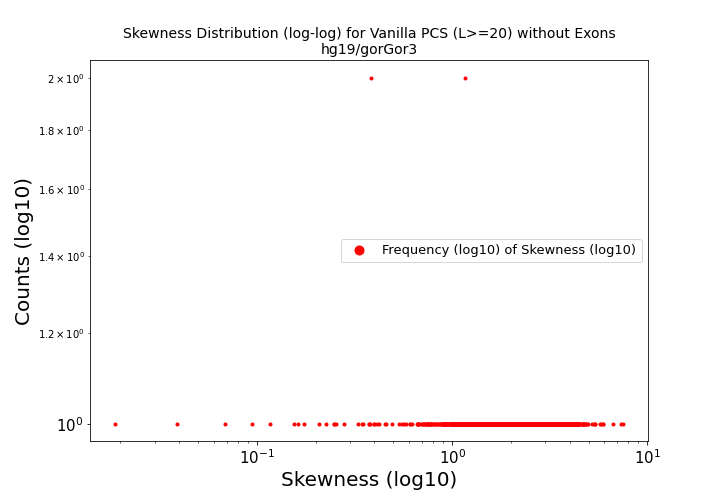 Skewness Distribution (log-log) for Vanilla PCS (L>=20) without Exons
hg19/gorGor3
Counts (log10)
2 × 10⁰
1.8 × 10⁰
1.6 × 10⁰
1.4 × 10⁰
1.2 × 10⁰
10⁰
Frequency (log10) of Skewness (log10)
10⁻¹
10⁰
10¹
Skewness (log10)